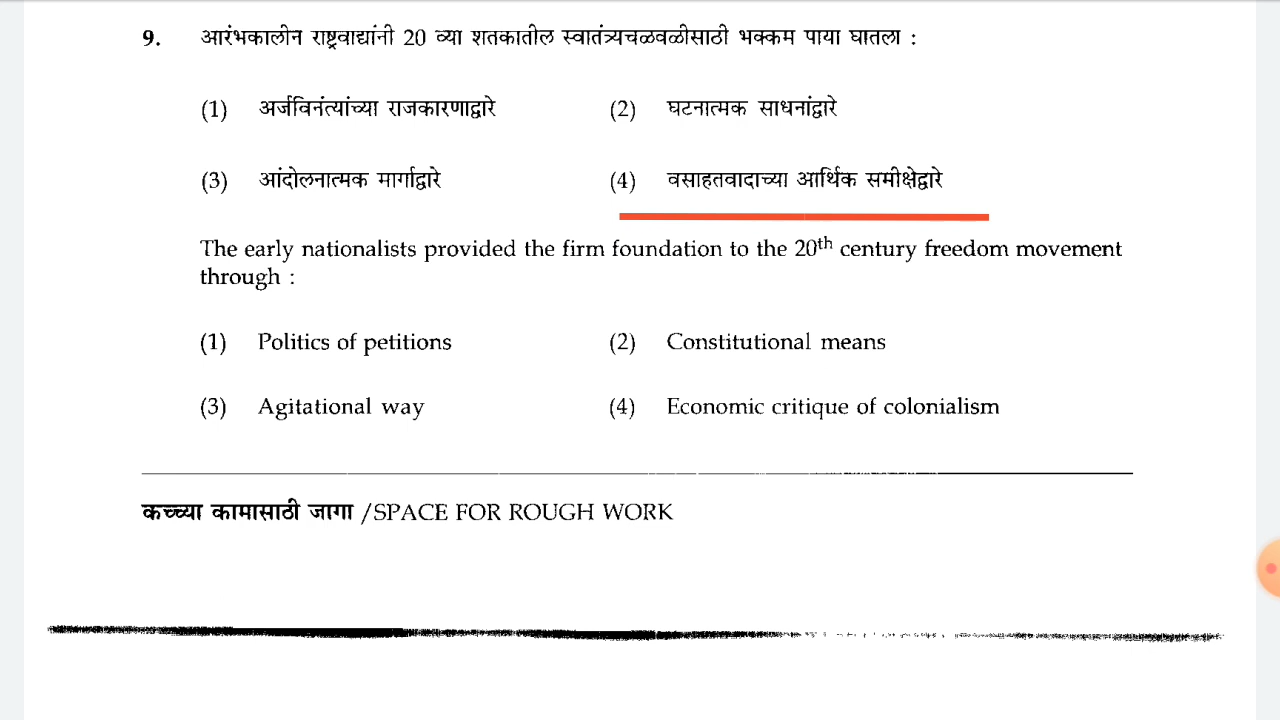 9. आरंभकालीन राष्ट्रवाद्यांनी 20 व्या शतकातील स्वातंत्र्यचळवळीसाठी भक्कम पाया घातला :
(1) अर्जविनंत्यांच्या राजकारणाद्वारे (2) घटनात्मक साधनांद्वारे
(3) आंदोलनात्मक मार्गाद्वारे (4) वसाहतवादाच्या आर्थिक समीक्षेद्वारे
The early nationalists provided the firm foundation to the 20th century freedom movement
through :
(1) Politics of petitions (2) Constitutional means
(3) Agitational way (4) Economic critique of colonialism
कच्च्या कामासाठी जागा /SPACE FOR ROUGH WORK